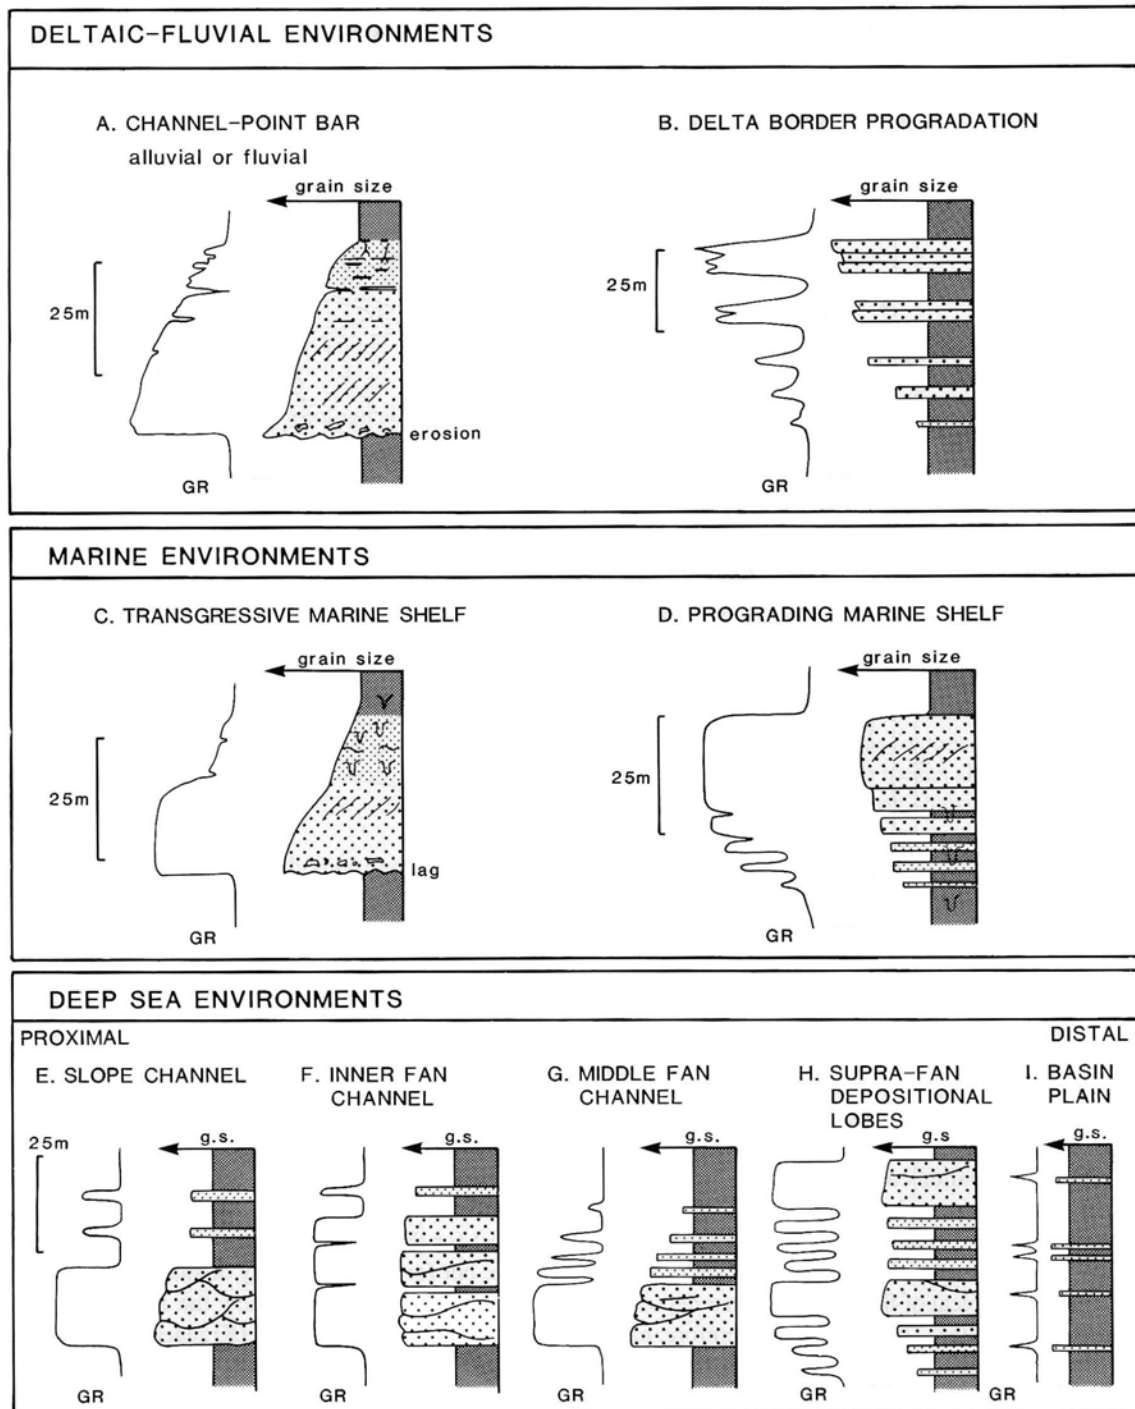 DELTAIC-FLUVIAL ENVIRONMENTS
A. CHANNEL-POINT BAR
alluvial or fluvial
grain size
25m
erosion
GR
B. DELTA BORDER PROGRADATION
grain size
25m
GR
MARINE ENVIRONMENTS
C. TRANSGRESSIVE MARINE SHELF
grain size
25m
lag
GR
D. PROGRADING MARINE SHELF
grain size
25m
GR
DEEP SEA ENVIRONMENTS
PROXIMAL
DISTAL
E. SLOPE CHANNEL
25m
g.s.
GR
F. INNER FAN
CHANNEL
g.s.
GR
G. MIDDLE FAN
CHANNEL
g.s.
GR
H. SUPRA-FAN
DEPOSITIONAL
LOBES
g.s
GR
I. BASIN
PLAIN
g.s.
GR